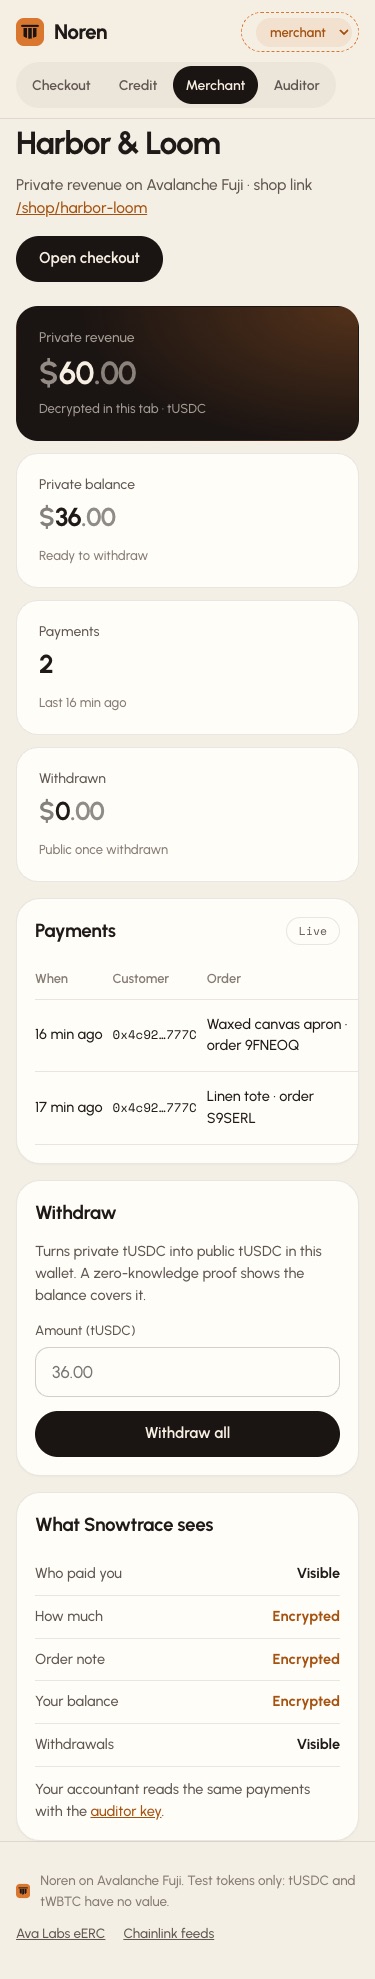 Noren
merchant
Checkout Credit Merchant Auditor
Harbor & Loom
Private revenue on Avalanche Fuji · shop link
/shop/harbor-loom
Open checkout
Private revenue
$60.00
Decrypted in this tab · tUSDC
Private balance
$36.00
Ready to withdraw
Payments
2
Last 16 min ago
Withdrawn
$0.00
Public once withdrawn
Payments Live
When Customer Order
16 min ago 0x4c92…777C Waxed canvas apron ·
order 9FNEOQ
17 min ago 0x4c92…777C Linen tote · order
S9SERL
Withdraw
Turns private tUSDC into public tUSDC in this
wallet. A zero-knowledge proof shows the
balance covers it.
Amount (tUSDC)
36.00
Withdraw all
What Snowtrace sees
Who paid you Visible
How much Encrypted
Order note Encrypted
Your balance Encrypted
Withdrawals Visible
Your accountant reads the same payments
with the auditor key.
Noren on Avalanche Fuji. Test tokens only: tUSDC and
tWBTC have no value.
Ava Labs eERC Chainlink feeds